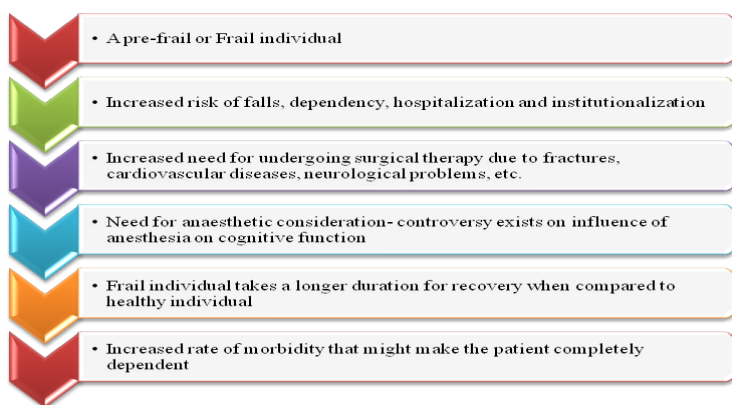 • A pre-frail or Frail individual
• Increased risk of falls, dependency, hospitalization and institutionalization
• Increased need for undergoing surgical therapy due to fractures,
cardiovascular diseases, neurological problems, etc.
• Need for anaesthetic consideration- controversy exists on influence of
anesthesia on cognitive function
• Frail individual takes a longer duration for recovery when compared to
healthy individual
• Increased rate of morbidity that might make the patient completely
dependent